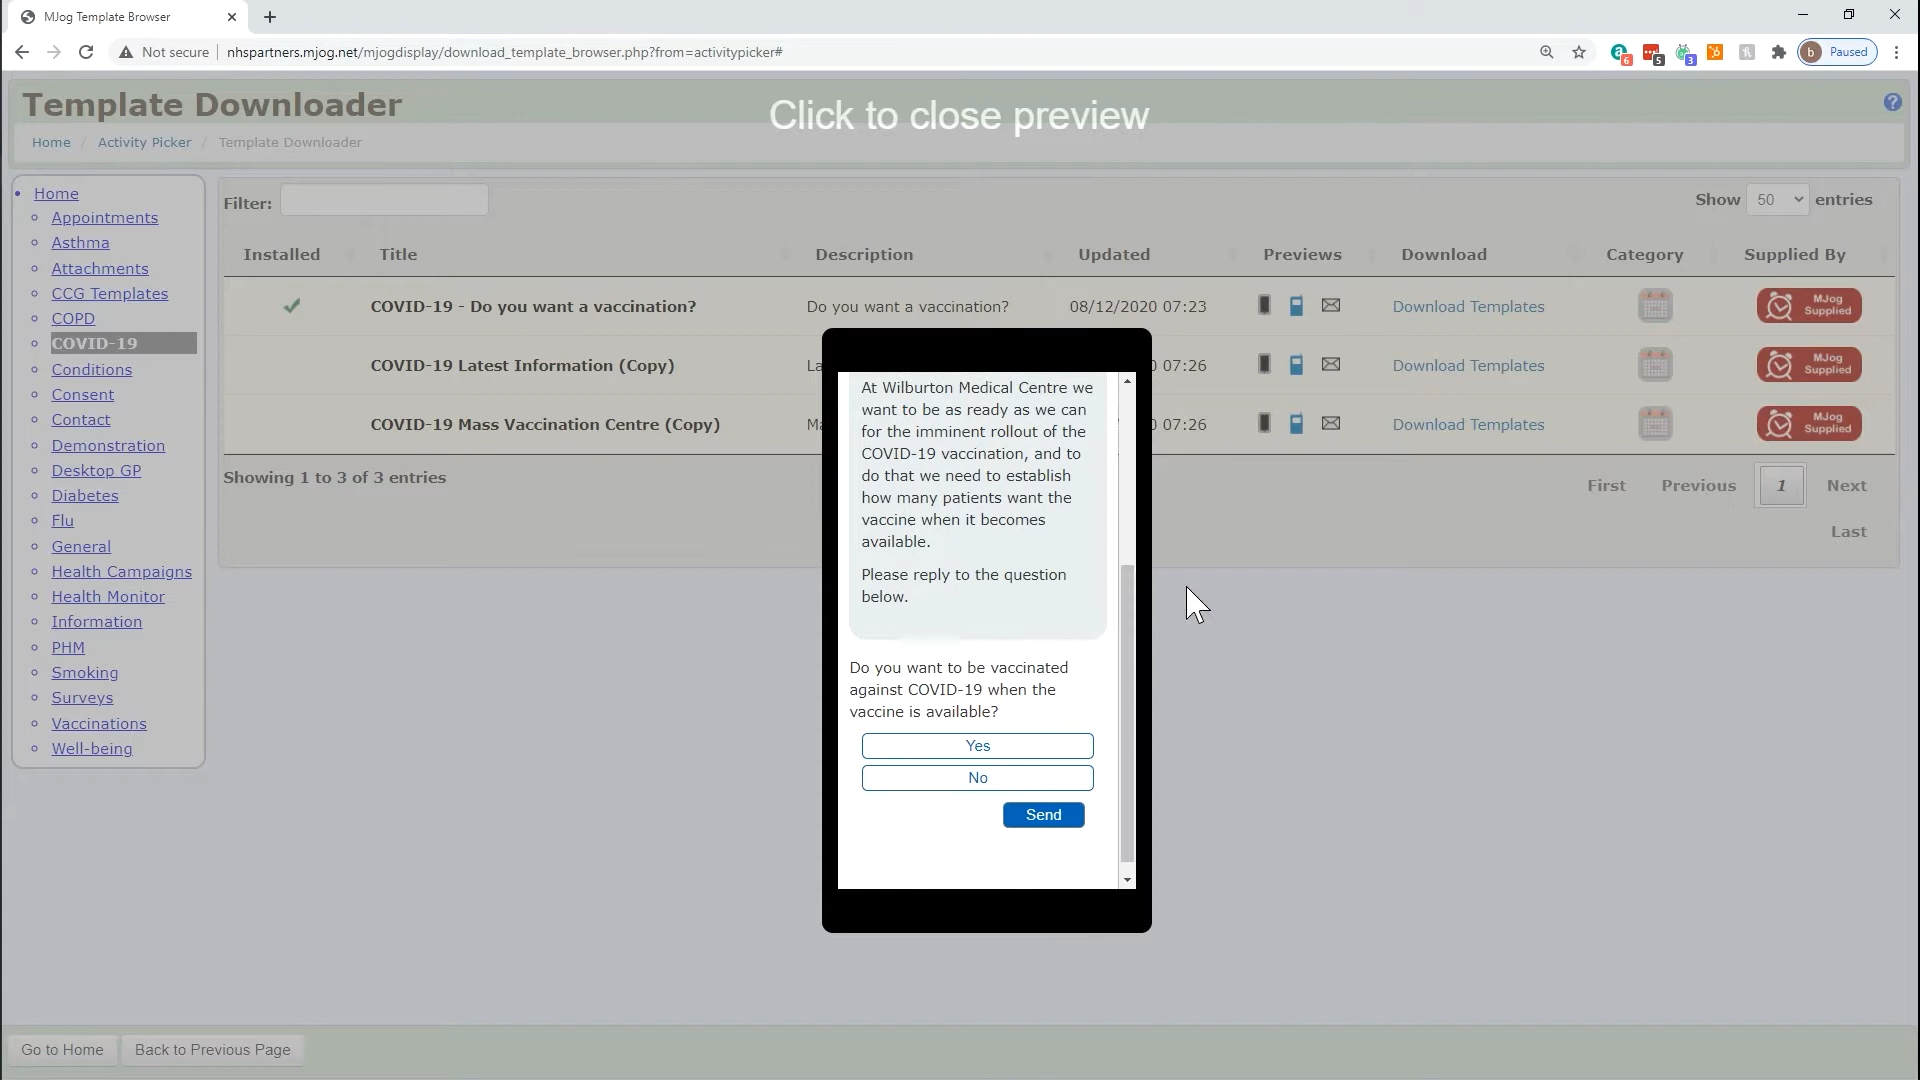 MJog Template Browser
Not secure
nhspartners.mjog.net/mjogdisplay/download_template_browser.php?from=activitypicker#
6
5
3
b
Paused
Template Downloader
Click to close preview
?
Home / Activity Picker / Template Downloader
Home
Appointments
Asthma
Attachments
CCG Templates
COPD
COVID-19
Conditions
Consent
Contact
Demonstration
Desktop GP
Diabetes
Flu
General
Health Campaigns
Health Monitor
Information
PHM
Smoking
Surveys
Vaccinations
Well-being
Filter:
Show 50 entries
Installed Title Description Updated Previews Download Category Supplied By
COVID-19 - Do you want a vaccination? Do you want a vaccination? 08/12/2020 07:23 Download Templates MJog Supplied
COVID-19 Latest Information (Copy) 07:26 Download Templates MJog Supplied
COVID-19 Mass Vaccination Centre (Copy) 07:26 Download Templates MJog Supplied
Showing 1 to 3 of 3 entries
First Previous 1 Next
Last
At Wilburton Medical Centre we
want to be as ready as we can
for the imminent rollout of the
COVID-19 vaccination, and to
do that we need to establish
how many patients want the
vaccine when it becomes
available.
Please reply to the question
below.
Do you want to be vaccinated
against COVID-19 when the
vaccine is available?
Yes
No
Send
Go to Home
Back to Previous Page